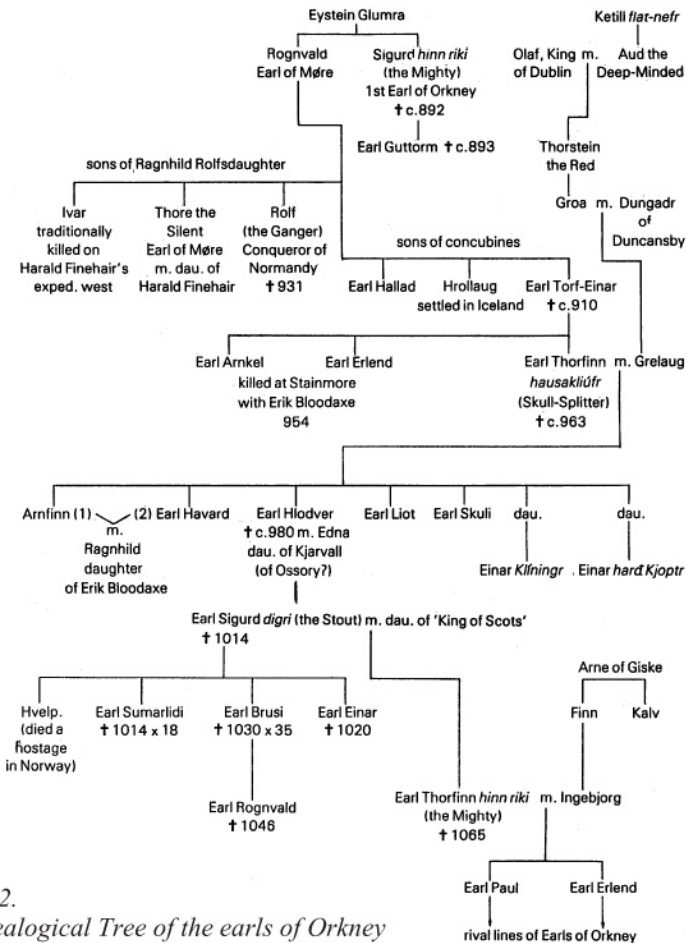 Eystein Glumra
Ketill flat-nefr
Rognvald
Earl of Møre
Sigurd hinn riki
(the Mighty)
1st Earl of Orkney
† c.892
Olaf, King m.
of Dublin
Aud the
Deep-Minded
Earl Guttorm † c.893
Thorstein
the Red
sons of Ragnhild Rolfsdaughter
Groa m. Dungadr
of
Duncansby
Ivar
traditionally
killed on
Harald Finehair's
exped. west
Thore the
Silent
Earl of Møre
m. dau. of
Harald Finehair
Rolf
(the Ganger)
Conqueror of
Normandy
† 931
sons of concubines
Earl Hallad
Hrollaug
settled in Iceland
Earl Torf-Einar
† c.910
Earl Arnkel
Earl Erlend
killed at Stainmore
with Erik Bloodaxe
954
Earl Thorfinn m. Grelaug
hausakliúfr
(Skull-Splitter)
† c.963
Arnfinn (1)
(2) Earl Havard
m.
Ragnhild
daughter
of Erik Bloodaxe
Earl Hlodver
† c.980 m. Edna
dau. of Kjarvall
(of Ossory?)
Earl Liot
Earl Skuli
dau.
dau.
Einar Klíningr
. Einar harð Kjoptr
Earl Sigurd digri (the Stout) m. dau. of 'King of Scots'
† 1014
Arne of Giske
Hvelp.
(died a
hostage
in Norway)
Earl Sumarlidi
† 1014 x 18
Earl Brusi
† 1030 x 35
Earl Einar
† 1020
Finn
Kalv
Earl Rognvald
† 1046
Earl Thorfinn hinn riki m. Ingebjorg
(the Mighty)
† 1065
Earl Paul
Earl Erlend
rival lines of Earls of Orkney
2.
ealogical Tree of the earls of Orkney